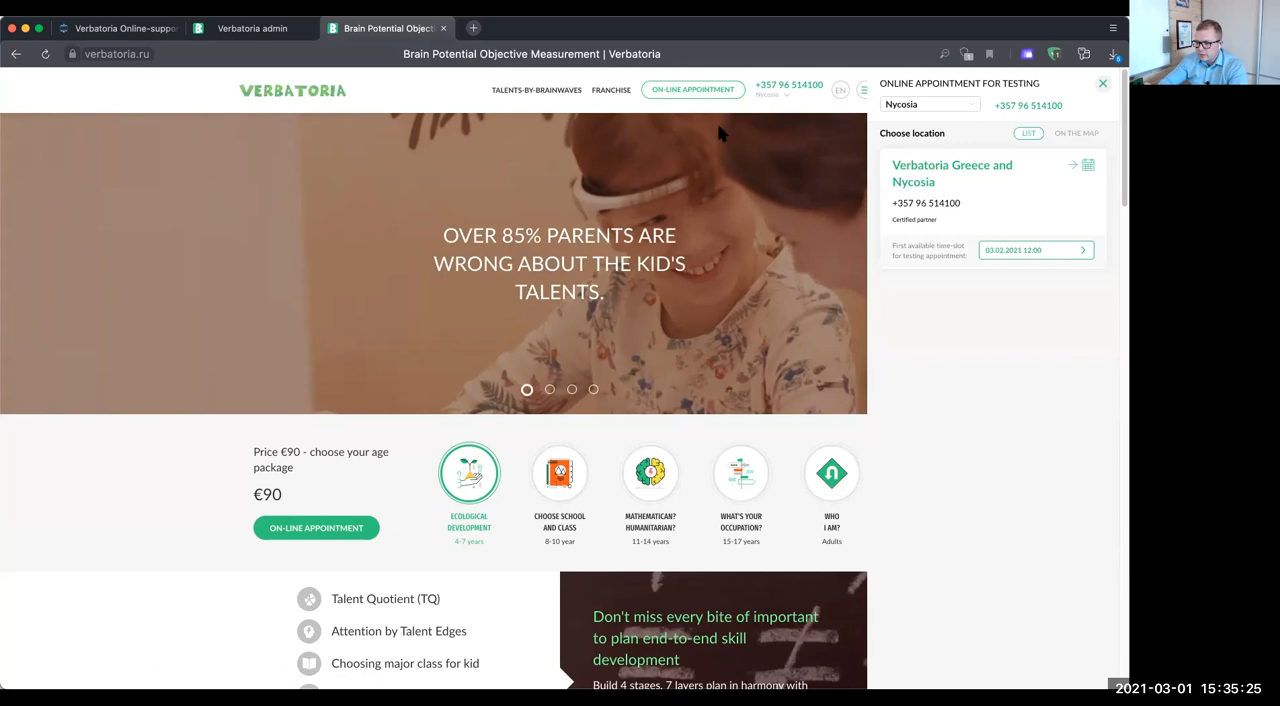 Verbatoria Online-suppo
Verbatoria admin
Brain Potential Objecti
verbatoria.ru
Brain Potential Objective Measurement | Verbatoria
VERBATORIA
TALENTS-BY-BRAINWAVES
FRANCHISE
ON-LINE APPOINTMENT
+357 96 514100
Nycosia
EN
ONLINE APPOINTMENT FOR TESTING
Nycosia
+357 96 514100
Choose location
LIST
ON THE MAP
Verbatoria Greece and
Nycosia
+357 96 514100
Certified partner
First available time-slot
for testing appointment:
03.02.2021 12:00
OVER 85% PARENTS ARE
WRONG ABOUT THE KID'S
TALENTS.
Price €90 - choose your age
package
€90
ON-LINE APPOINTMENT
ECOLOGICAL
DEVELOPMENT
4-7 years
CHOOSE SCHOOL
AND CLASS
8-10 year
MATHEMATICAN?
HUMANITARIAN?
11-14 years
WHAT'S YOUR
OCCUPATION?
15-17 years
WHO
I AM?
Adults
Talent Quotient (TQ)
Attention by Talent Edges
Choosing major class for kid
Don't miss every bite of important
to plan end-to-end skill
development
Build 4 stages, 7 layers plan in harmony with
2021-03-01 15:35:25